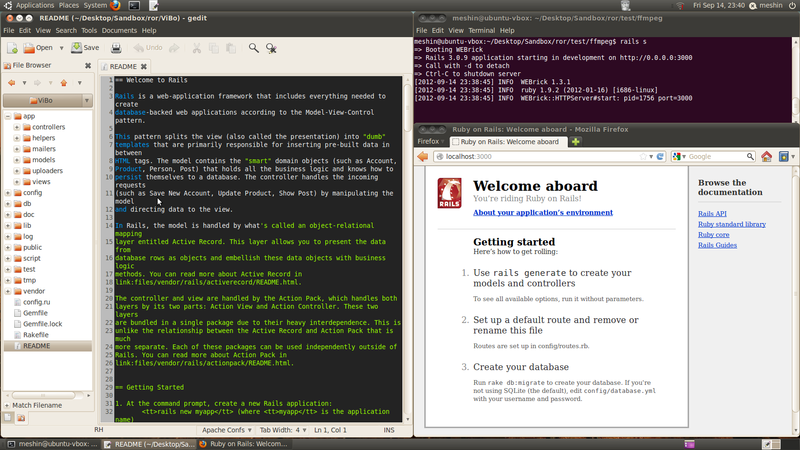 Applications Places System
Fri Sep 14, 23:40 meshin
README (~/Desktop/Sandbox/ror/ViBo) - gedit
File Edit View Search Tools Documents Help
Open Save Undo
File Browser
README
ViBo
app
controllers
helpers
mailers
models
uploaders
views
config
db
doc
lib
log
public
script
test
tmp
vendor
config.ru
Gemfile
Gemfile.lock
Rakefile
README
Match Filename
1 == Welcome to Rails
2
3 Rails is a web-application framework that includes everything needed to
create
4 database-backed web applications according to the Model-View-Control
pattern.
5
6 This pattern splits the view (also called the presentation) into "dumb"
7 templates that are primarily responsible for inserting pre-built data in
between
8 HTML tags. The model contains the "smart" domain objects (such as Account,
9 Product, Person, Post) that holds all the business logic and knows how to
10 persist themselves to a database. The controller handles the incoming
requests
11 (such as Save New Account, Update Product, Show Post) by manipulating the
model
12 and directing data to the view.
13
14 In Rails, the model is handled by what's called an object-relational
mapping
15 layer entitled Active Record. This layer allows you to present the data
from
16 database rows as objects and embellish these data objects with business
logic
17 methods. You can read more about Active Record in
18 link:files/vendor/rails/activerecord/README.html.
19
20 The controller and view are handled by the Action Pack, which handles both
21 layers by its two parts: Action View and Action Controller. These two
layers
22 are bundled in a single package due to their heavy interdependence. This is
23 unlike the relationship between the Active Record and Action Pack that is
much
24 more separate. Each of these packages can be used independently outside of
25 Rails. You can read more about Action Pack in
26 link:files/vendor/rails/actionpack/README.html.
27
28
29 == Getting Started
30
31 1. At the command prompt, create a new Rails application:
32 <tt>rails new myapp</tt> (where <tt>myapp</tt> is the application
name)
RH Apache Confs Tab Width: 4 Ln 1, Col 1 INS
meshin@ubuntu-vbox: ~/Desktop/Sandbox/ror/test/ffmpeg
File Edit View Terminal Help
meshin@ubuntu-vbox:~/Desktop/Sandbox/ror/test/ffmpeg$ rails s
=> Booting WEBrick
=> Rails 3.0.9 application starting in development on http://0.0.0.0:3000
=> Call with -d to detach
=> Ctrl-C to shutdown server
[2012-09-14 23:38:45] INFO  WEBrick 1.3.1
[2012-09-14 23:38:45] INFO  ruby 1.9.2 (2012-01-16) [i686-linux]
[2012-09-14 23:38:45] INFO  WEBrick::HTTPServer#start: pid=1756 port=3000
Ruby on Rails: Welcome aboard - Mozilla Firefox
Firefox Ruby on Rails: Welcome aboard
localhost:3000 Google
RAILS
Welcome aboard
You're riding Ruby on Rails!
About your application's environment
Getting started
Here's how to get rolling:
1. Use rails generate to create your
models and controllers
To see all available options, run it without parameters.
2. Set up a default route and remove or
rename this file
Routes are set up in config/routes.rb.
3. Create your database
Run rake db:migrate to create your database. If you're
not using SQLite (the default), edit config/database.yml
with your username and password.
Browse the
documentation
Rails API
Ruby standard library
Ruby core
Rails Guides
meshin@ubuntu-vbox: ... README (~/Desktop/Sa... Ruby on Rails: Welcom...